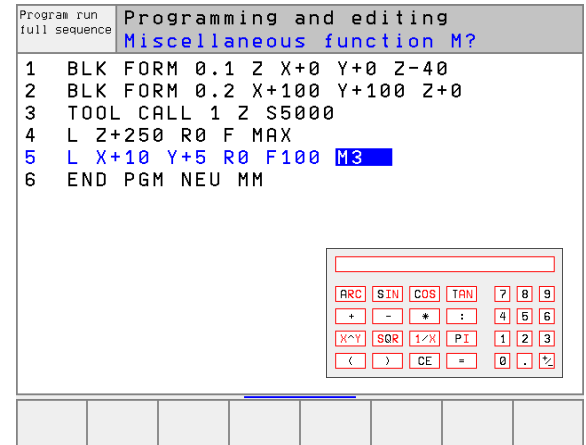 Program run
full sequence
Programming and editing
Miscellaneous function M?
1 BLK FORM 0.1 Z X+0 Y+0 Z-40
2 BLK FORM 0.2 X+100 Y+100 Z+0
3 TOOL CALL 1 Z S5000
4 L Z+250 R0 F MAX
5 L X+10 Y+5 R0 F100 M3
6 END PGM NEU MM
ARC SIN COS TAN 7 8 9
+ - * : 4 5 6
X^Y SQR 1/X PI 1 2 3
( ) CE = 0 . +/-